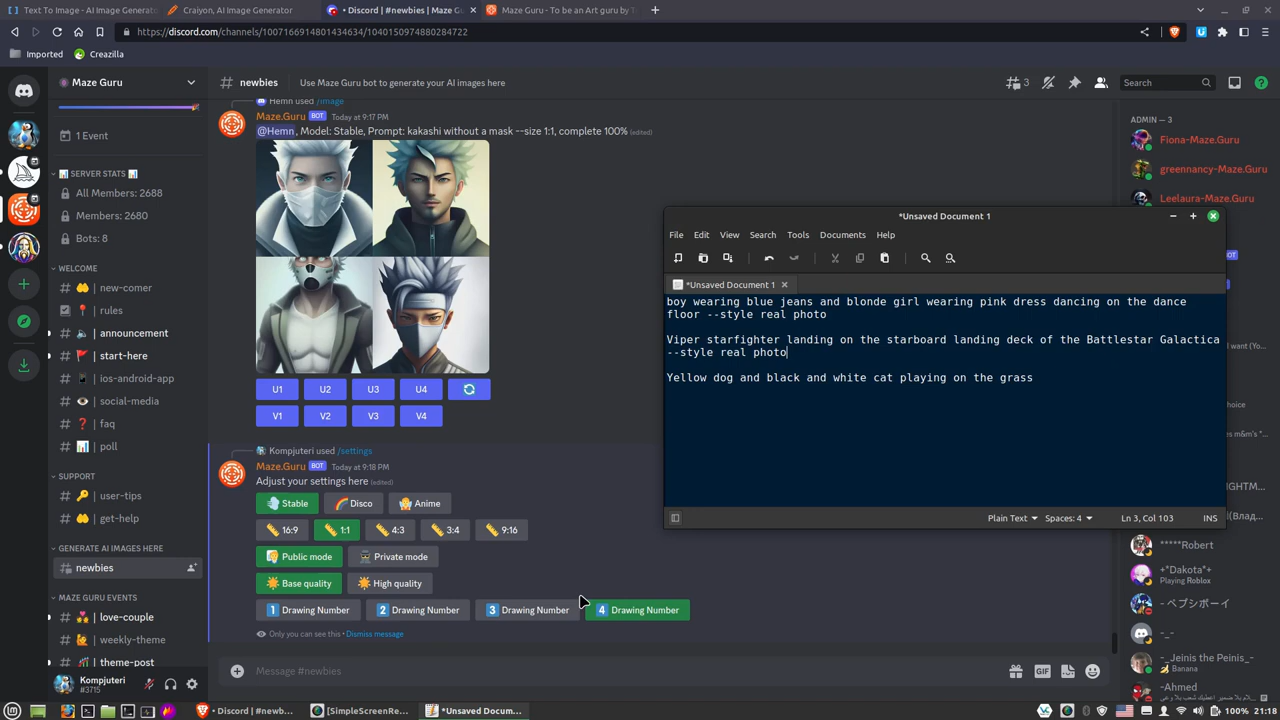 Text To Image - AI Image Generato
Craiyon, AI Image Generator
• Discord | #newbies | Maze Gu
Maze Guru - To be an Art guru by T
https://discord.com/channels/1007166914801434634/1040150974880284722
Imported
Creazilla
Maze Guru
# newbies
Use Maze Guru bot to generate your AI images here
3
Search
1 Event
SERVER STATS
All Members: 2688
Members: 2680
Bots: 8
WELCOME
# | new-comer
| rules
| announcement
# | start-here
# | ios-android-app
# | social-media
# | faq
# | poll
SUPPORT
# | user-tips
# | get-help
GENERATE AI IMAGES HERE
# newbies
MAZE GURU EVENTS
# | love-couple
# | weekly-theme
# | theme-post
Kompjuteri
#3715
Hemn used /image
Maze.Guru BOT Today at 9:17 PM
@Hemn, Model: Stable, Prompt: kakashi without a mask --size 1:1, complete 100% (edited)
U1 U2 U3 U4
V1 V2 V3 V4
Kompjuteri used /settings
Maze.Guru BOT Today at 9:18 PM
Adjust your settings here (edited)
Stable Disco Anime
16:9 1:1 4:3 3:4 9:16
Public mode Private mode
Base quality High quality
1 Drawing Number 2 Drawing Number 3 Drawing Number 4 Drawing Number
Only you can see this • Dismiss message
Message #newbies
GIF
ADMIN — 3
Fiona-Maze.Guru
greennancy-Maze.Guru
Leelaura-Maze.Guru
*Unsaved Document 1
File Edit View Search Tools Documents Help
*Unsaved Document 1
boy wearing blue jeans and blonde girl wearing pink dress dancing on the dance
floor --style real photo
Viper starfighter landing on the starboard landing deck of the Battlestar Galactica
--style real photo
Yellow dog and black and white cat playing on the grass
Plain Text Spaces: 4 Ln 3, Col 103 INS
*****Robert
+*Dakota*+
Playing Roblox
- ペプシボーイ
-_-
-_Jeinis the Peinis_-
Banana
-Ahmed
• Discord | #newb...
[SimpleScreenRe...
*Unsaved Docum...
100% 21:18